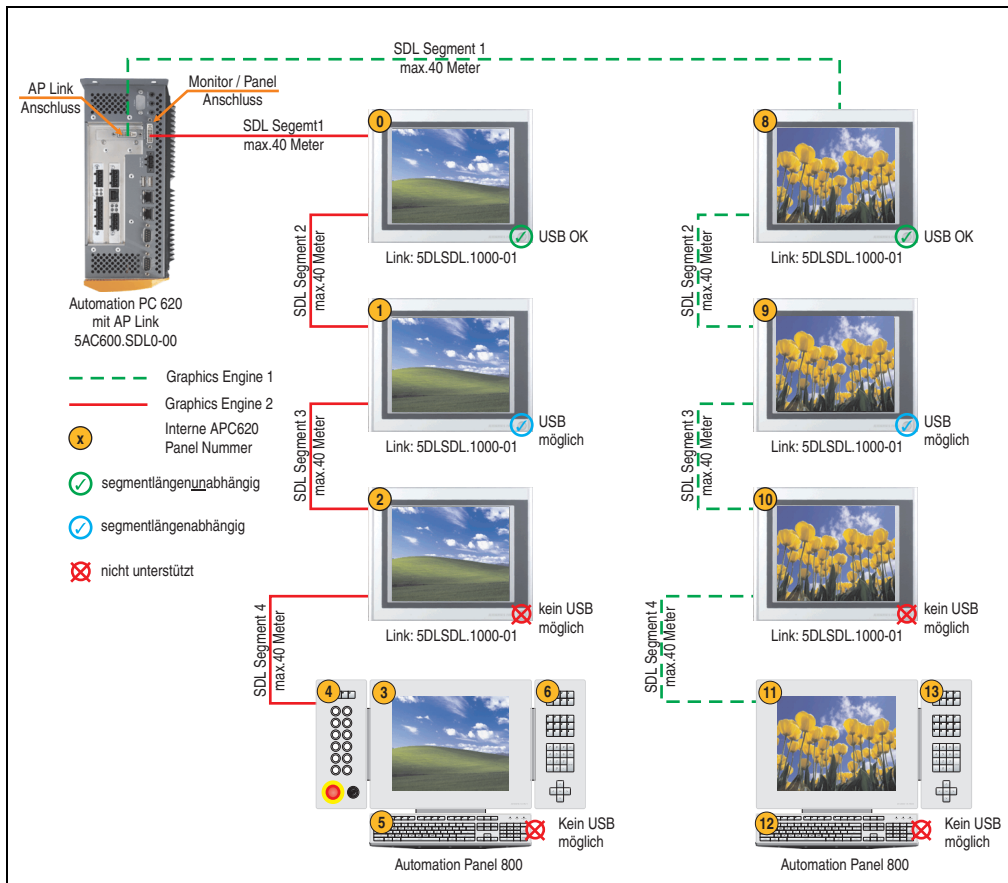 SDL Segment 1
max.40 Meter
AP Link
Anschluss
Monitor / Panel
Anschluss
SDL Segemt1
max.40 Meter
0
8
USB OK
USB OK
Link: 5DLSDL.1000-01
Link: 5DLSDL.1000-01
SDL Segment 2
max.40 Meter
SDL Segment 2
max.40 Meter
Automation PC 620
mit AP Link
5AC600.SDL0-00
1
9
USB
möglich
USB
möglich
Link: 5DLSDL.1000-01
Link: 5DLSDL.1000-01
Graphics Engine 1
Graphics Engine 2
x
Interne APC620
Panel Nummer
segmentlängenunabhängig
segmentlängenabhängig
nicht unterstützt
SDL Segment 3
max.40 Meter
SDL Segment 3
max.40 Meter
2
10
kein USB
möglich
kein USB
möglich
Link: 5DLSDL.1000-01
Link: 5DLSDL.1000-01
SDL Segment 4
max.40 Meter
SDL Segment 4
max.40 Meter
4
3
6
11
13
5
Kein USB
möglich
12
Kein USB
möglich
Automation Panel 800
Automation Panel 800